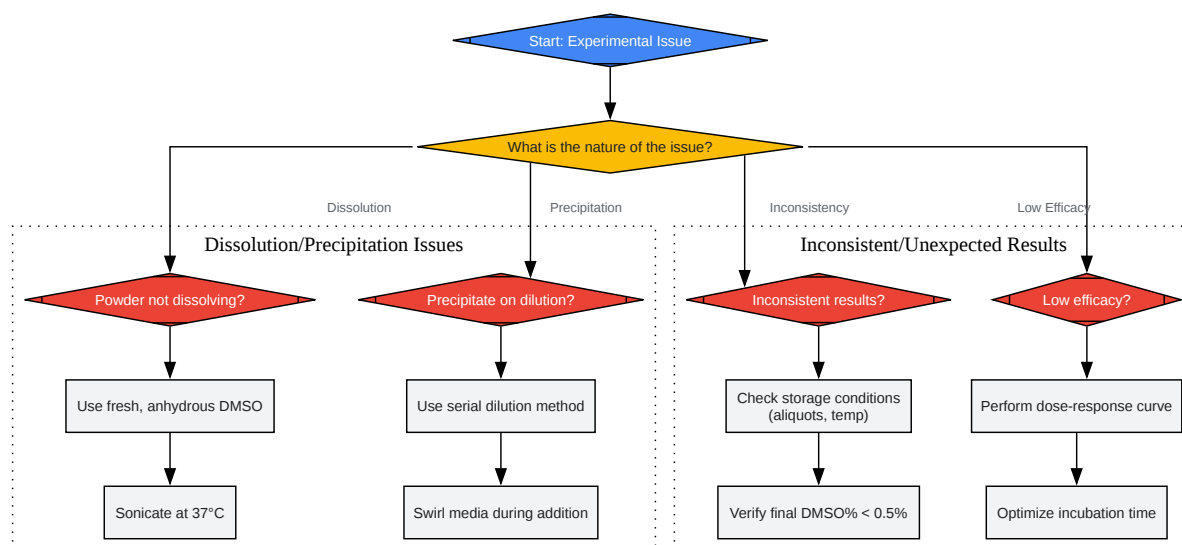 Start: Experimental Issue
What is the nature of the issue?
Dissolution
Precipitation
Inconsistency
Low Efficacy
Dissolution/Precipitation Issues
Inconsistent/Unexpected Results
Powder not dissolving?
Precipitate on dilution?
Inconsistent results?
Low efficacy?
Use fresh, anhydrous DMSO
Use serial dilution method
Check storage conditions
(aliquots, temp)
Perform dose-response curve
Sonicate at 37°C
Swirl media during addition
Verify final DMSO% < 0.5%
Optimize incubation time